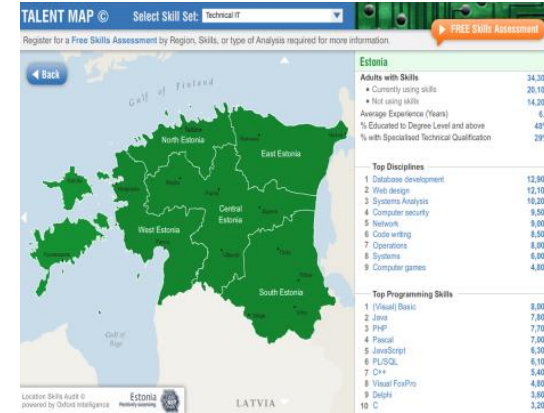 TALENT MAP ©
Select Skill Set: Technical IT
FREE Skills Assessment
Register for a Free Skills Assessment by Region, Skills, or type of Analysis required for more information.
Back
Gulf of Finland
North Estonia
East Estonia
Central
Estonia
West Estonia
South Estonia
Gulf of
Riga
LATVIA
Location Skills Audit ©
powered by Oxford Intelligence
Estonia
Positively surprising
Estonia
Adults with Skills 34,30
• Currently using skills 20,10
• Not using skills 14,20
Average Experience (Years) 6.
% Educated to Degree Level and above 48
% with Specialised Technical Qualification 29
Top Disciplines
1 Database development 12,90
2 Web design 12,10
3 Systems Analysis 10,20
4 Computer security 9,50
5 Network 9,00
6 Code writing 8,50
7 Operations 8,00
8 Systems 6,00
9 Computer games 4,80
Top Programming Skills
1 (Visual) Basic 8,00
2 Java 7,80
3 PHP 7,70
4 Pascal 7,00
5 JavaScript 6,30
6 PL/SQL 6,10
7 C++ 5,40
8 Visual FoxPro 4,80
9 Delphi 3,60
10 C 3,20